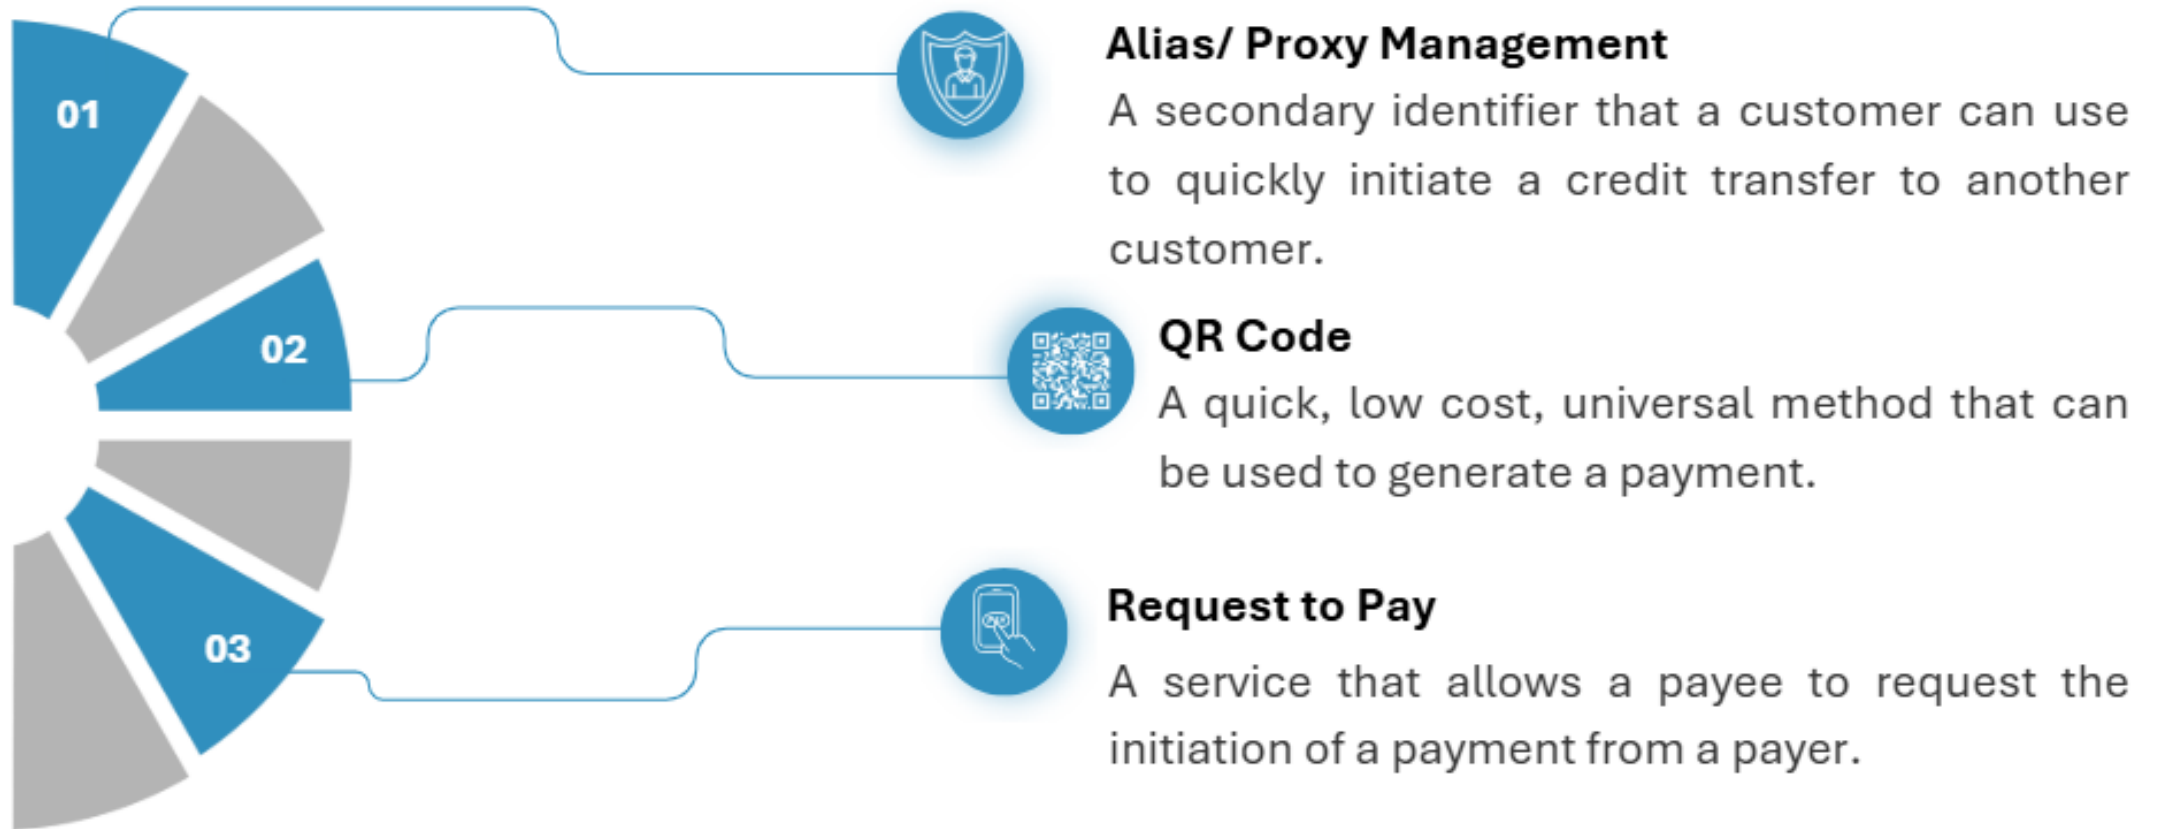 01
Alias/ Proxy Management
A secondary identifier that a customer can use
to quickly initiate a credit transfer to another
customer.
02
QR Code
A quick, low cost, universal method that can
be used to generate a payment.
03
Request to Pay
A service that allows a payee to request the
initiation of a payment from a payer.